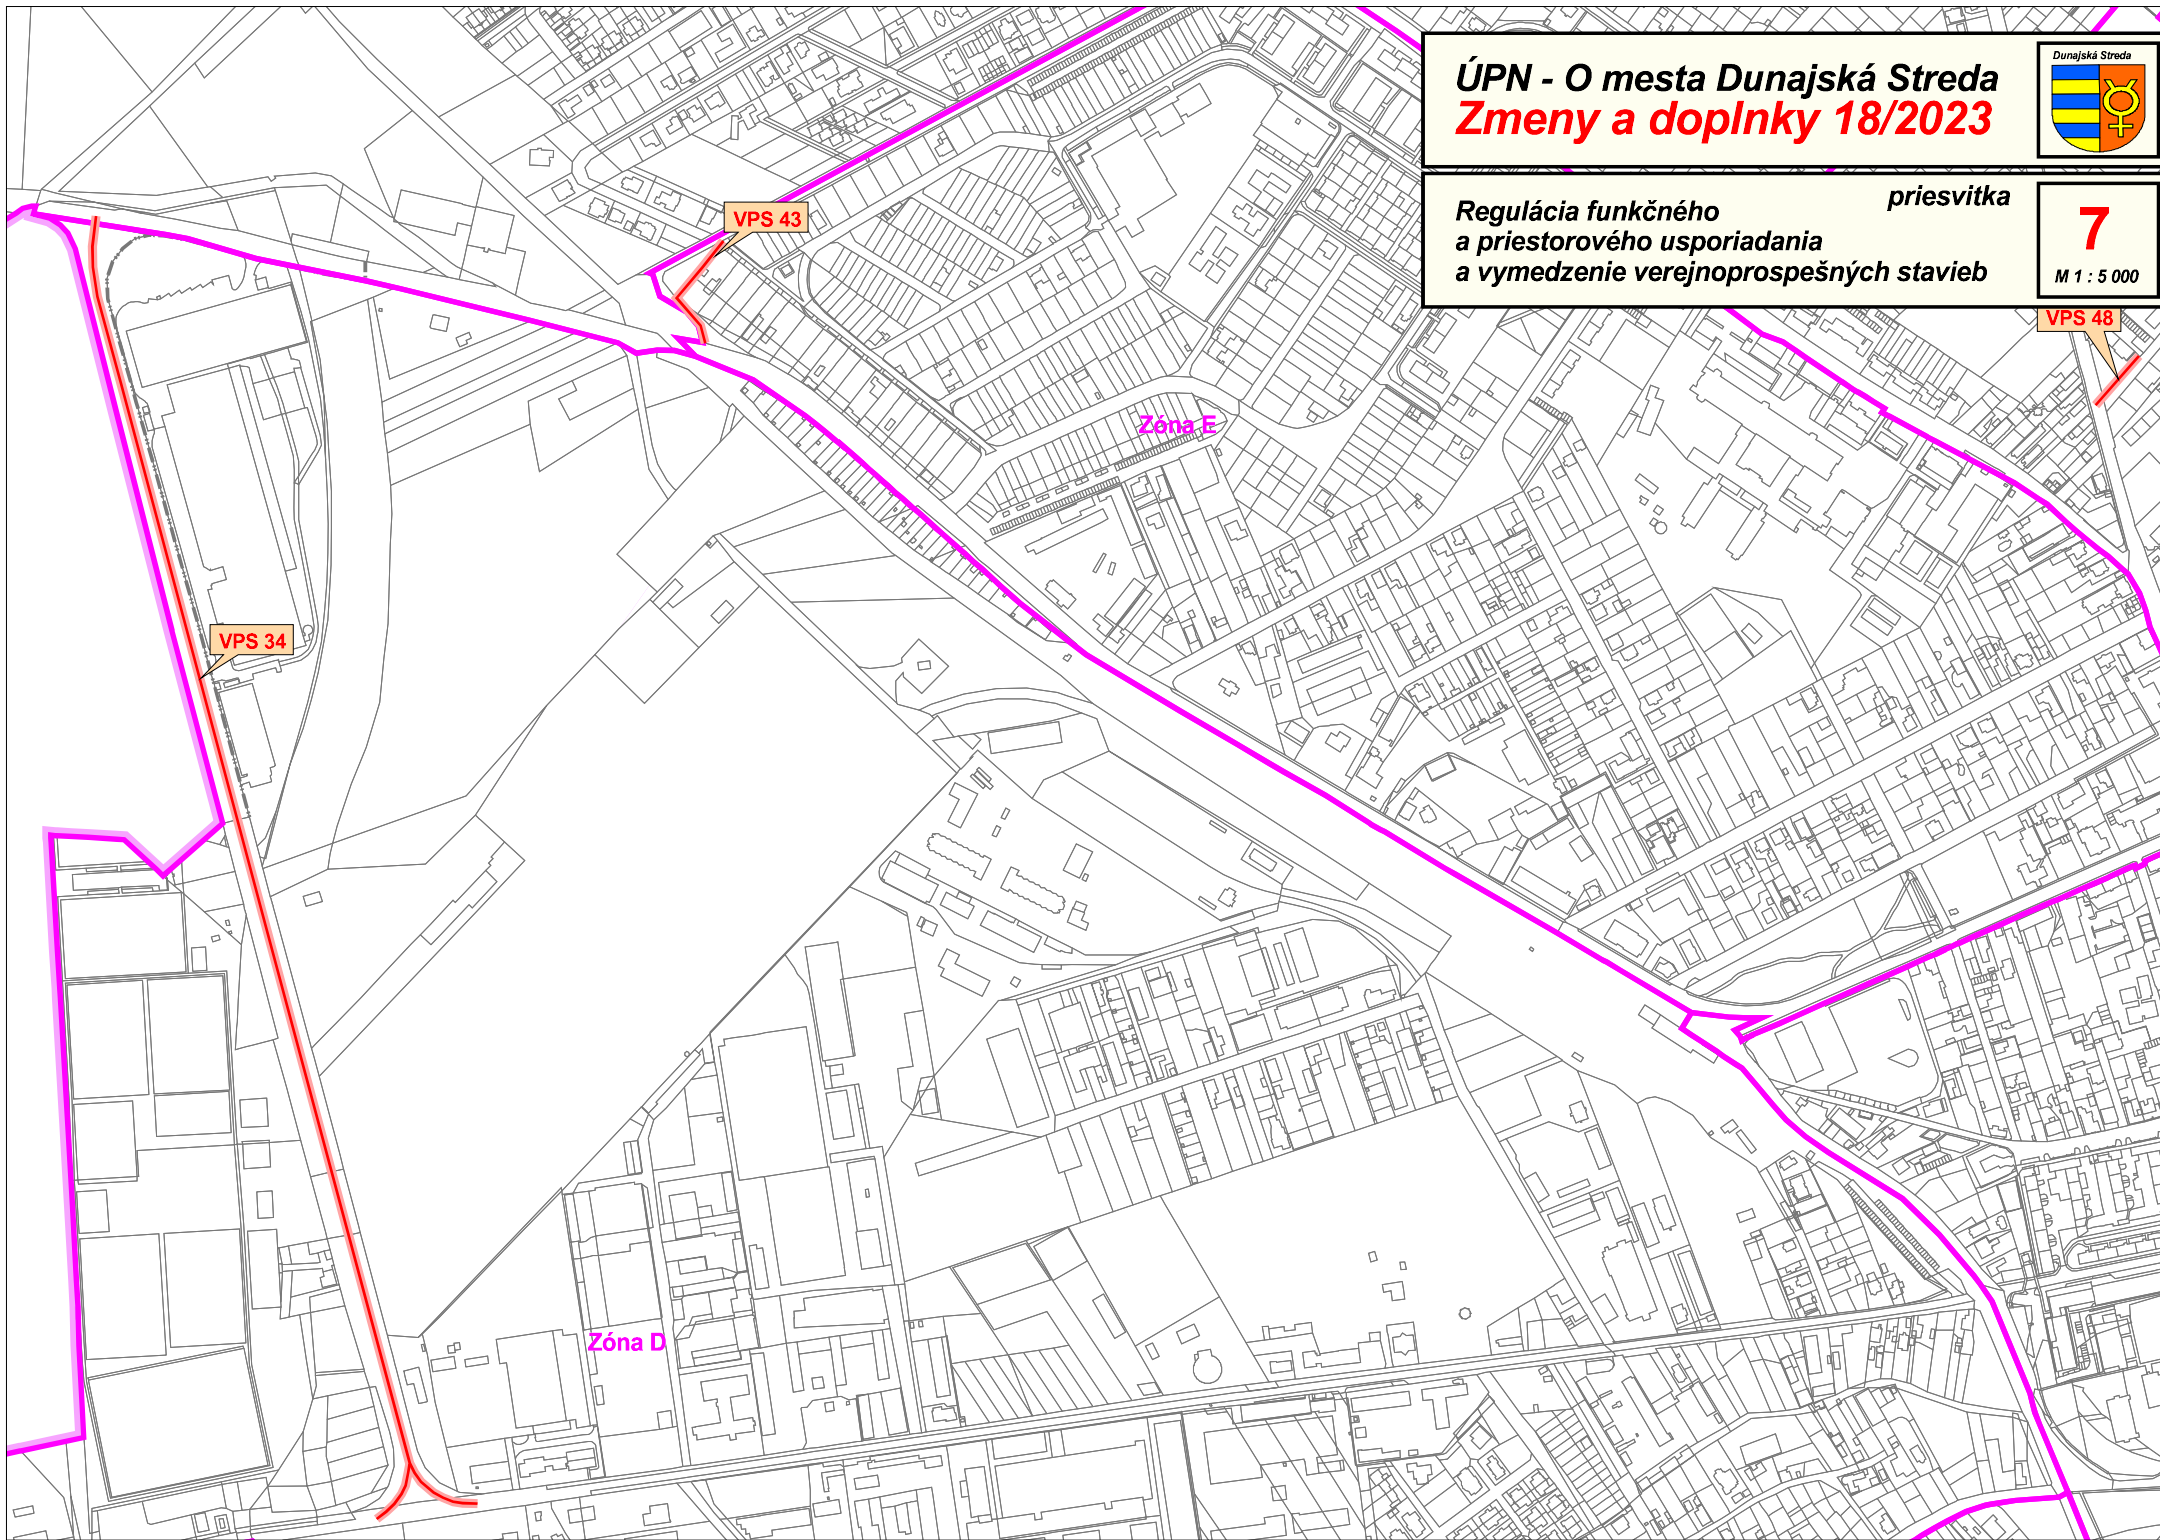 ÚPN - O mesta Dunajská Streda
Zmeny a doplnky 18/2023
Dunajská Streda
priesvitka
Regulácia funkčného
a priestorového usporiadania
a vymedzenie verejnoprospešných stavieb
7
M 1 : 5 000
VPS 43
VPS 48
Zóna E
VPS 34
Zóna D